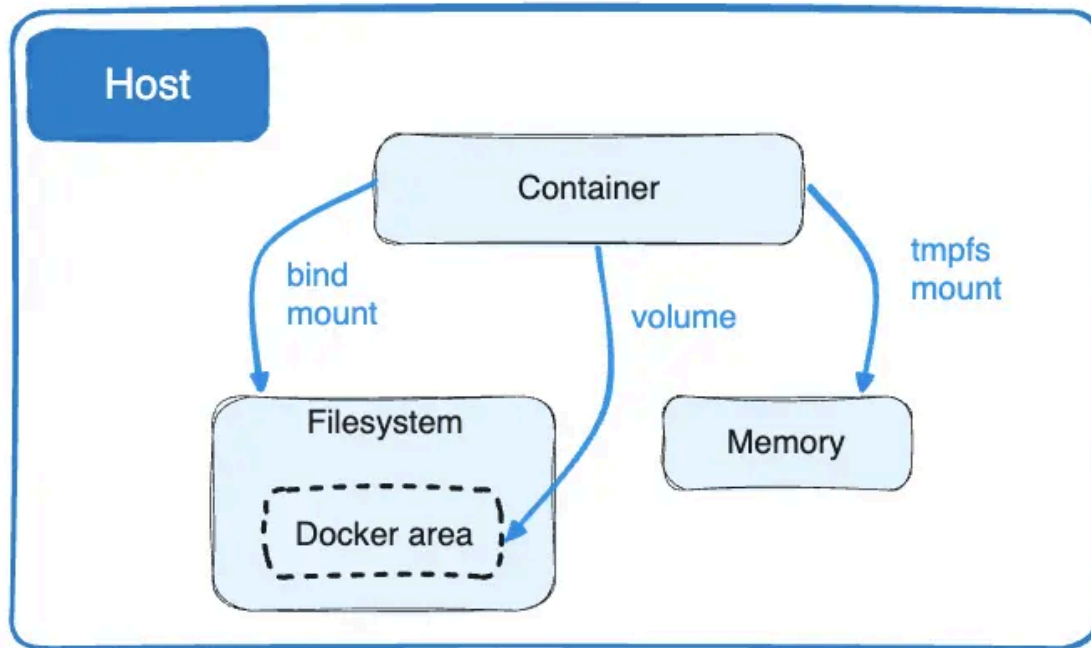 Host
Container
bind
mount
volume
tmpfs
mount
Filesystem
Docker area
Memory